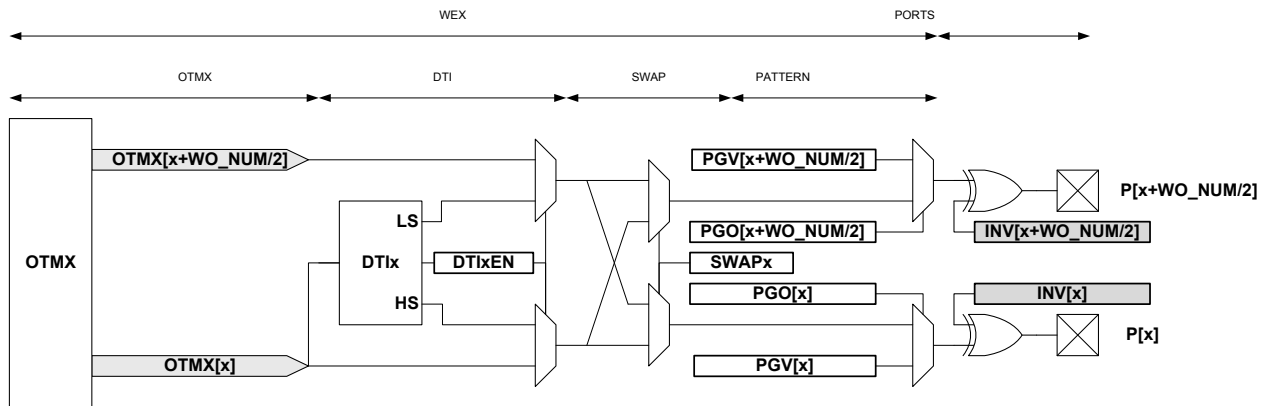 WEX PORTS
OTMX DTI SWAP PATTERN
OTMX[x+WO_NUM/2] PGV[x+WO_NUM/2]
P[x+WO_NUM/2]
LS
PGO[x+WO_NUM/2] INV[x+WO_NUM/2]
OTMX DTIx DTIxEN SWAPx
HS PGO[x] INV[x]
P[x]
OTMX[x] PGV[x]